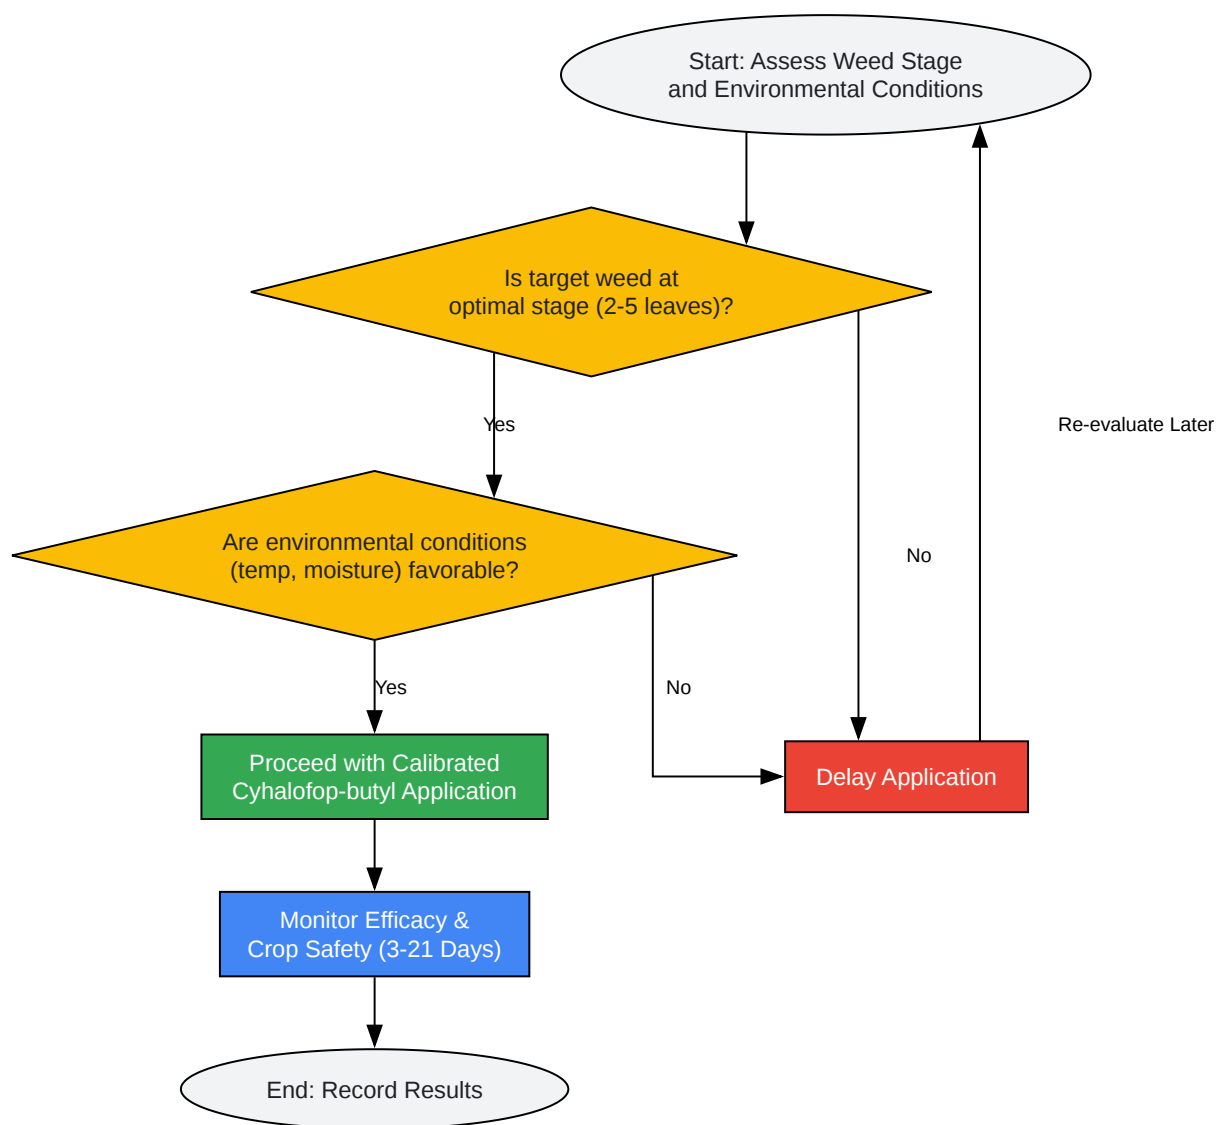 Start: Assess Weed Stage
and Environmental Conditions
Is target weed at
optimal stage (2-5 leaves)?
Yes
Re-evaluate Later
Are environmental conditions
(temp, moisture) favorable?
No
Yes
No
Proceed with Calibrated
Cyhalofop-butyl Application
Delay Application
Monitor Efficacy &
Crop Safety (3-21 Days)
End: Record Results